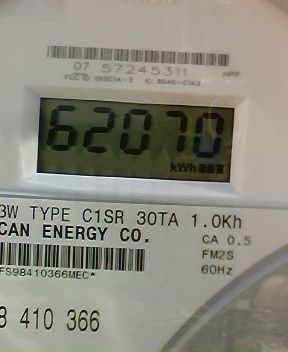 07 57245311 HPP
62070
kWh
3W TYPE C1SR 30TA 1.0Kh
CAN ENERGY CO. CA 0.5
FM2S
FS98410366MEC* 60Hz
8 410 366